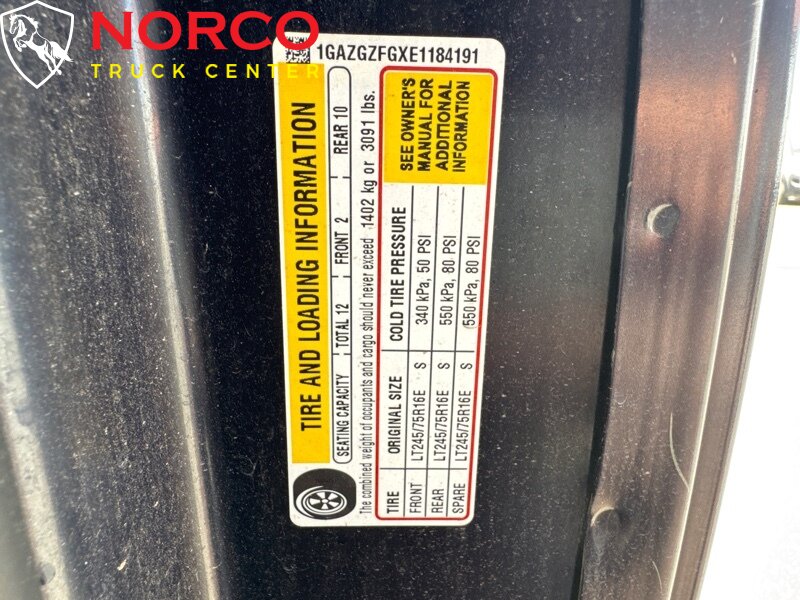 NORCO
TRUCK CENTER
1GAZGZFGXE1184191
TIRE AND LOADING INFORMATION
SEATING CAPACITY TOTAL 12 FRONT 2 REAR 10
The combined weight of occupants and cargo should never exceed 1402 kg or 3091 lbs.
TIRE ORIGINAL SIZE COLD TIRE PRESSURE
FRONT LT245/75R16E S 340 kPa, 50 PSI
REAR LT245/75R16E S 550 kPa, 80 PSI
SPARE LT245/75R16E S 550 kPa, 80 PSI
SEE OWNER'S
MANUAL FOR
ADDITIONAL
INFORMATION